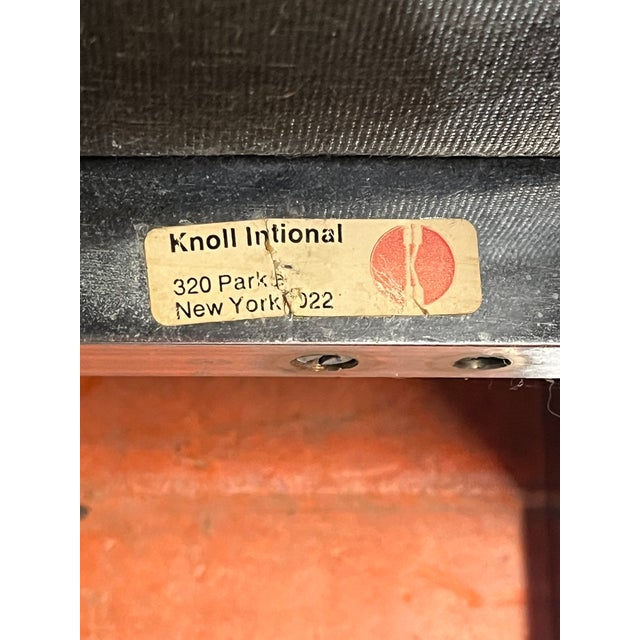 Knoll Intional
320 Park
New York 022